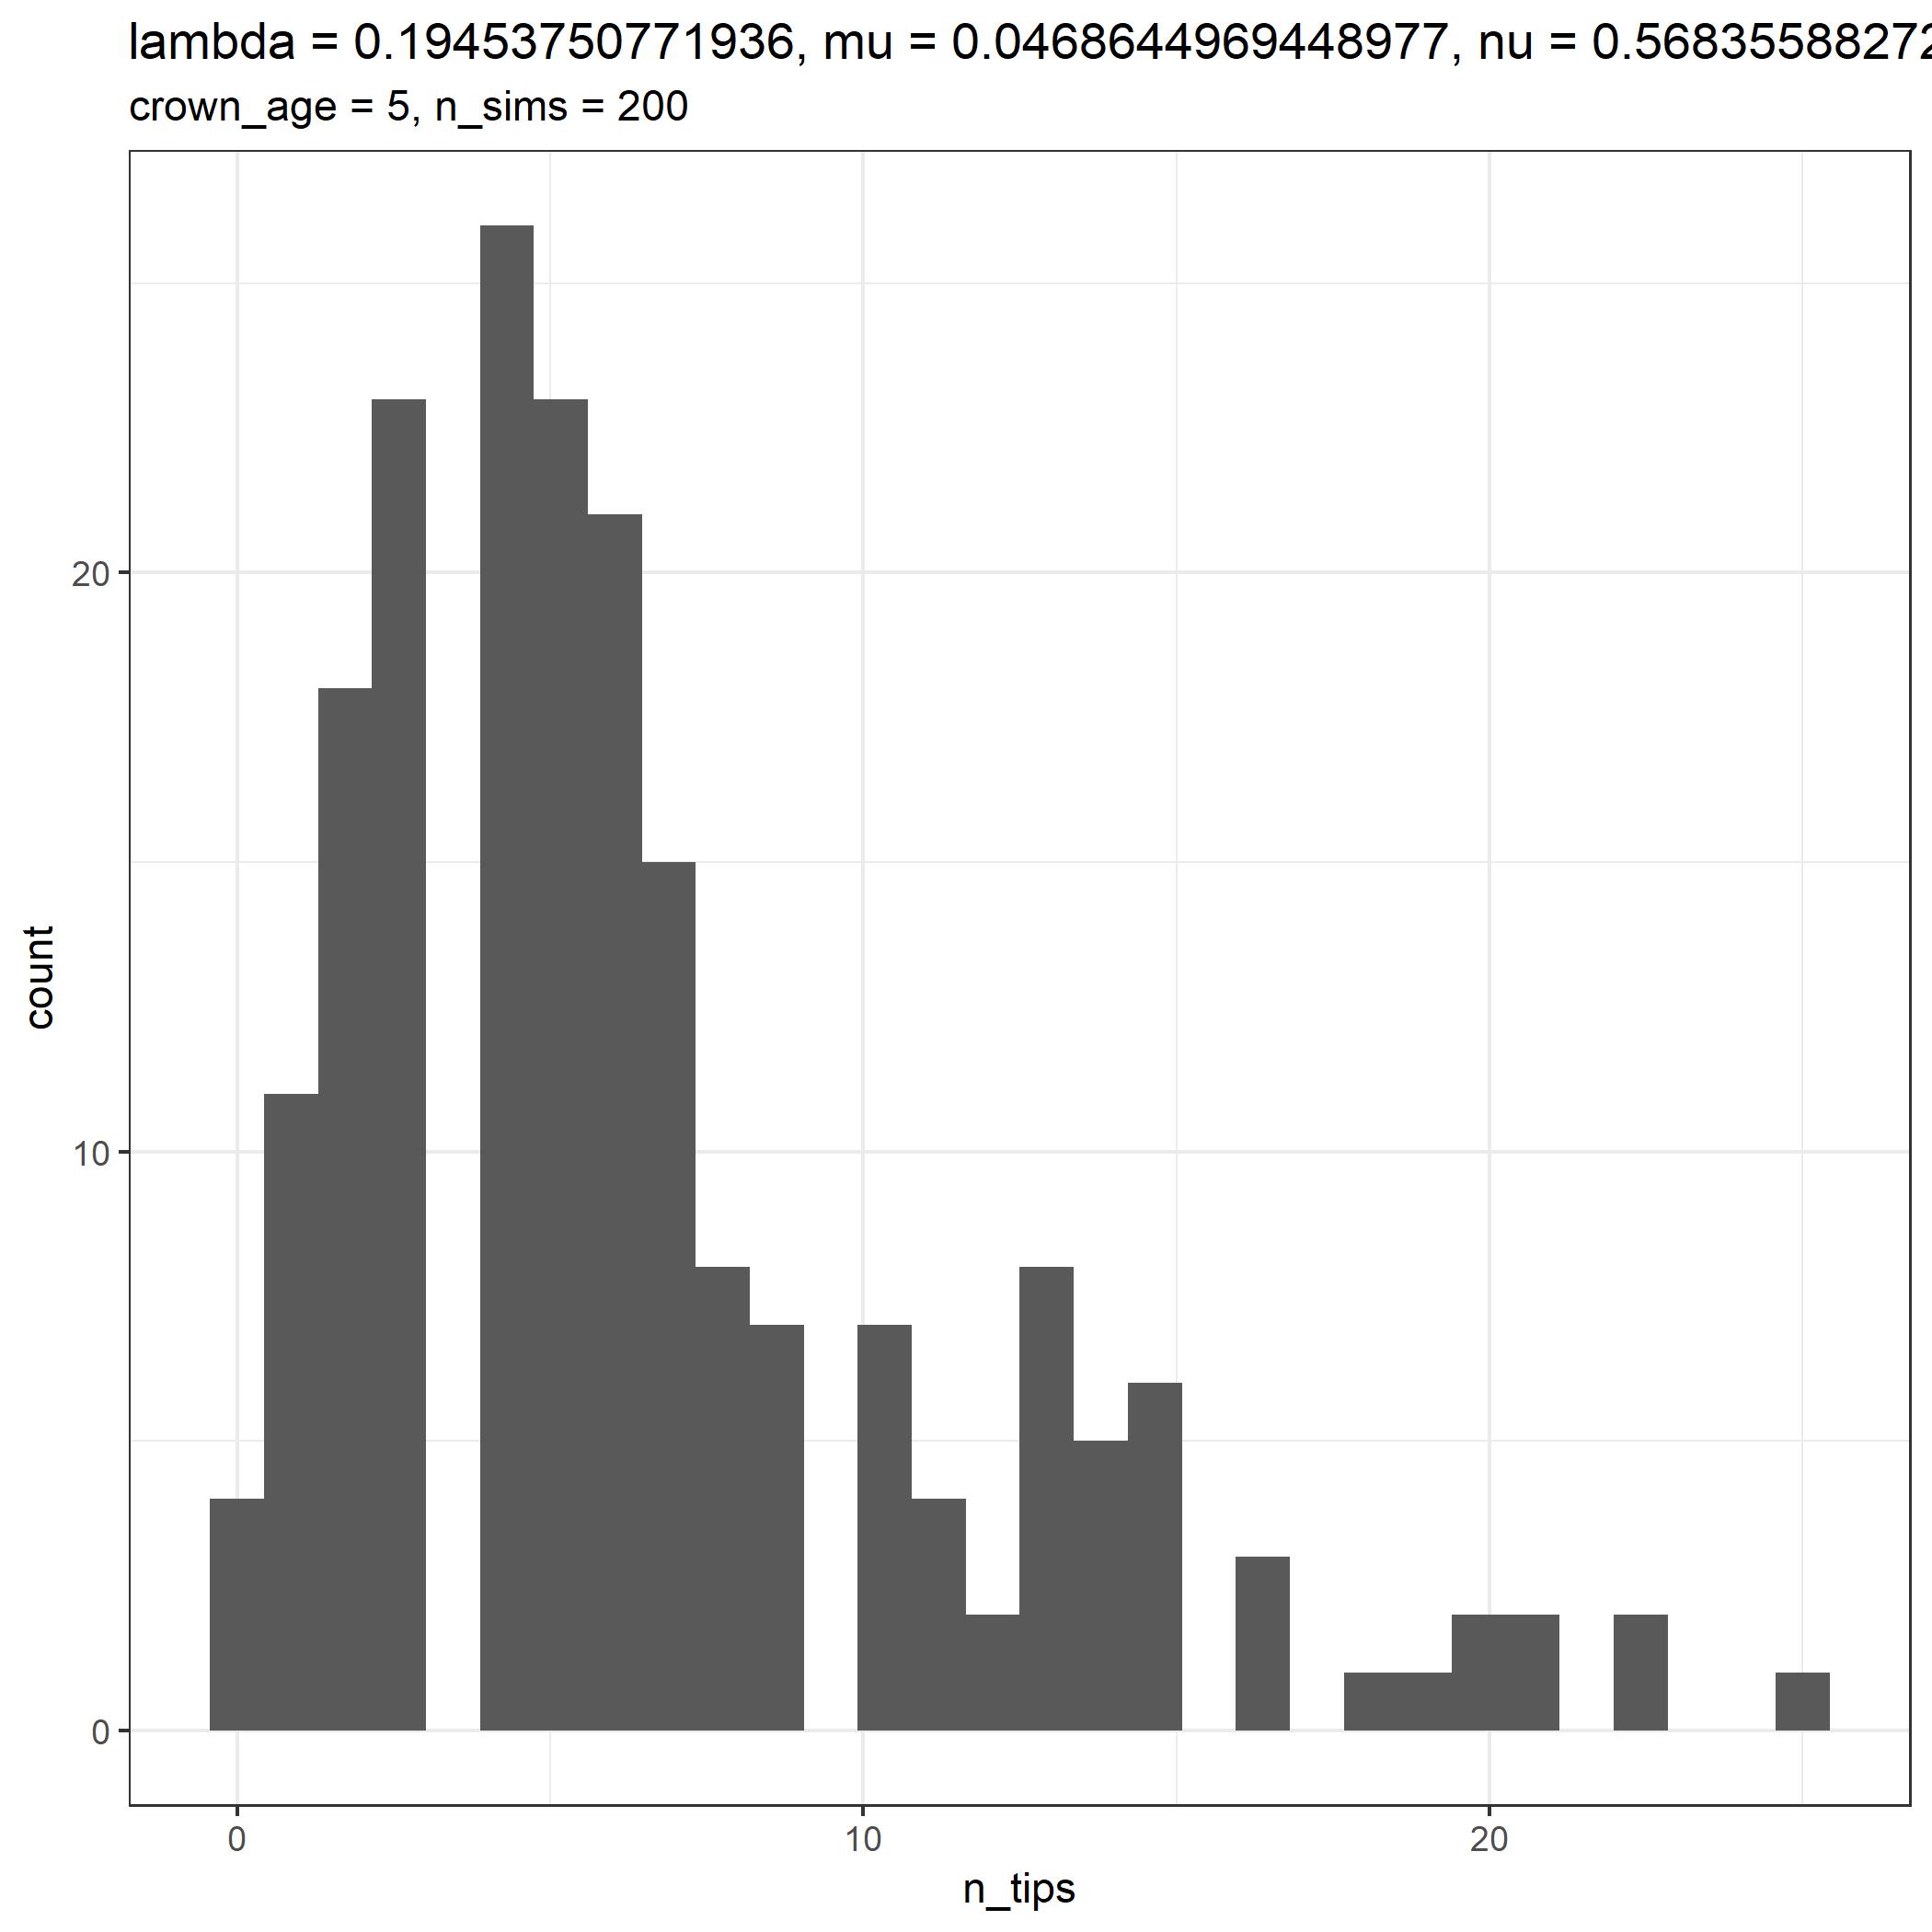 lambda = 0.19453750771936, mu = 0.0468644969448977, nu = 0.56835588272
crown_age = 5, n_sims = 200
20
10
0
count
0 10 20
n_tips